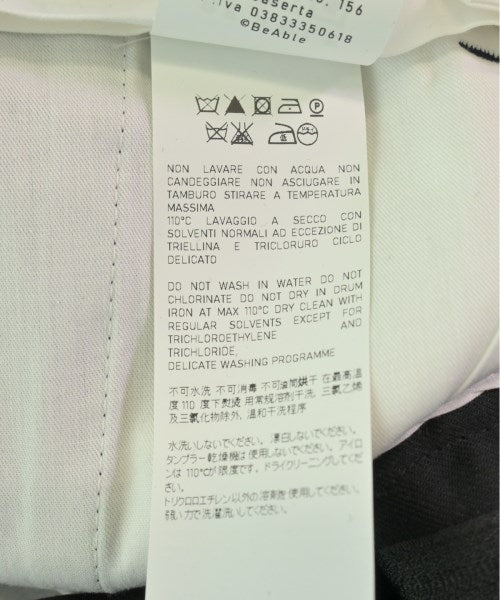 156
aserta
.iva 03833350618
©BeAble
NON LAVARE CON ACQUA NON
CANDEGGIARE NON ASCIUGARE IN
TAMBURO STIRARE A TEMPERATURA
MASSIMA
110°C LAVAGGIO A SECCO CON
SOLVENTI NORMALI AD ECCEZIONE DI
TRIELLINA E TRICLORURO CICLO
DELICATO
DO NOT WASH IN WATER DO NOT
CHLORINATE DO NOT DRY IN DRUM
IRON AT MAX 110°C DRY CLEAN WITH
REGULAR SOLVENTS EXCEPT FOR
TRICHLOROETHYLENE AND
TRICHLORIDE,
DELICATE WASHING PROGRAMME
不可水洗 不可消毒 不可滚筒烘干 在最高温
度 110 度下熨烫 用常规溶剂干洗, 三氯乙烯
及三氯化物除外, 温和干洗程序
水洗いしないでください。漂白しないでください。
タンブラー乾燥機は使用しないでください。アイロ
ンは 110℃が限度です。ドライクリーニングしてくだ
さい。
トリクロロエチレン以外の溶剤を使用してください。
弱い力で洗濯洗いしてください。